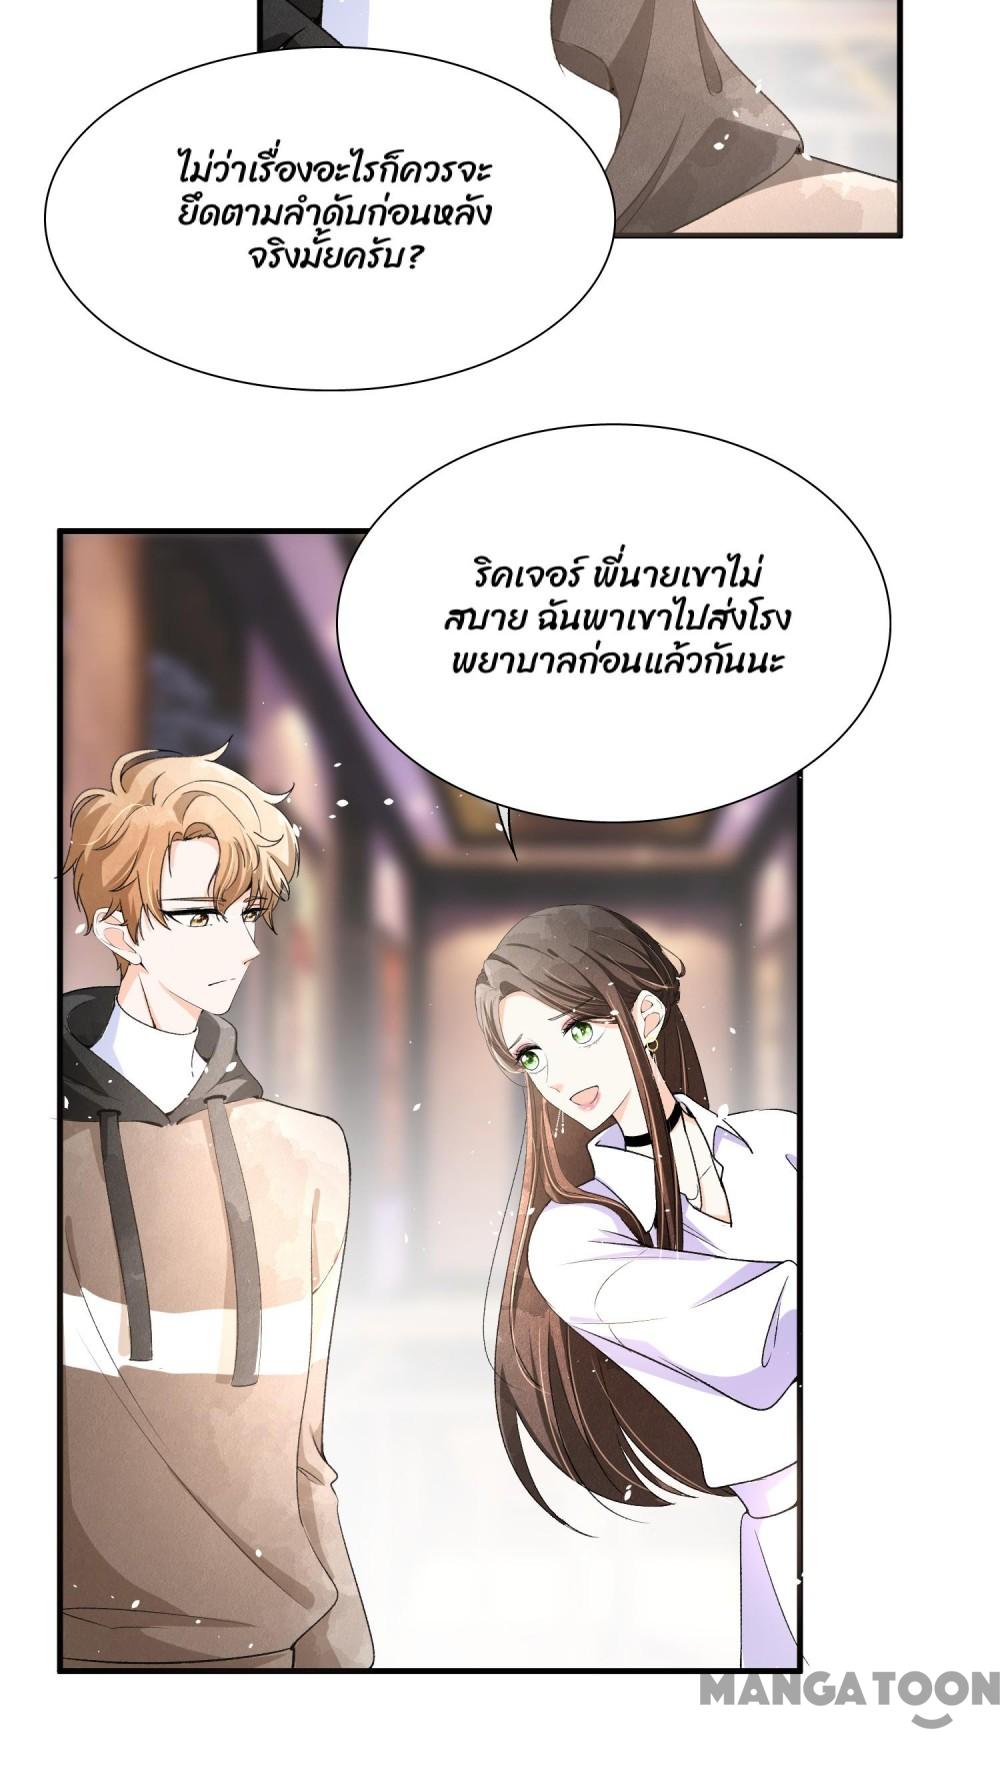 ไม่ว่าเรื่องอะไรก็ควรจะ
ยึดตามลำดับก่อนหลัง
จริงมั้ยครับ?
ริคเจอร์ พี่นายเขาไม่
สบาย ฉันพาเขาไปส่งโรง
พยาบาลก่อนแล้วกันนะ
MANGATOON